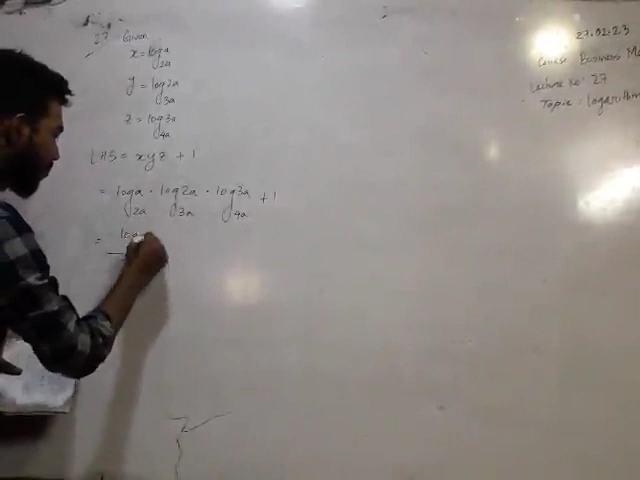 27. Given
x = log a
2a
y = log 2a
3a
z = log 3a
4a
LHS = xyz + 1
= log a · log 2a · log 3a + 1
2a 3a 4a
= log
27.02.23
Course: Business
Lecture No: 27
Topic: logarithm